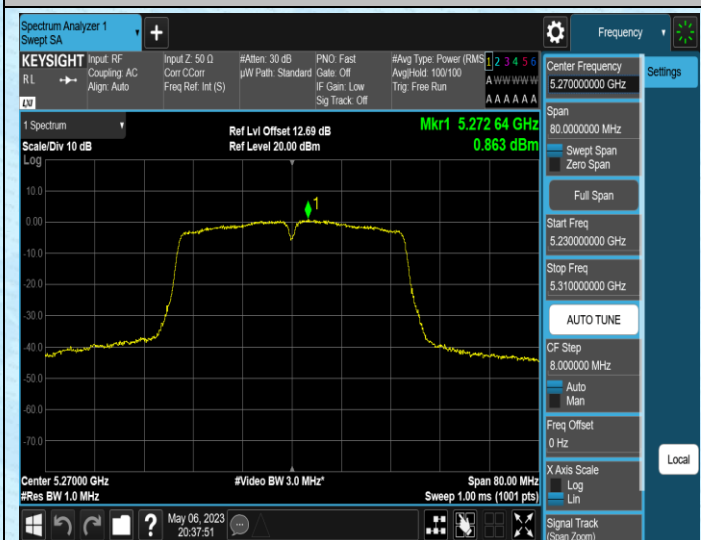 Spectrum Analyzer 1
Swept SA
+
Frequency
KEYSIGHT
RL
LXI
Input: RF
Coupling: AC
Align: Auto
Input Z: 50 Ω
Corr CCorr
Freq Ref: Int (S)
#Atten: 30 dB
µW Path: Standard
PNO: Fast
Gate: Off
IF Gain: Low
Sig Track: Off
#Avg Type: Power (RMS
Avg|Hold: 100/100
Trig: Free Run
1 2 3 4 5 6
A W W W W W
A A A A A A
1 Spectrum
Scale/Div 10 dB
Log
Ref Lvl Offset 12.69 dB
Ref Level 20.00 dBm
Mkr1 5.272 64 GHz
0.863 dBm
1
10.0
0.00
-10.0
-20.0
-30.0
-40.0
-50.0
-60.0
-70.0
Center 5.27000 GHz
#Res BW 1.0 MHz
#Video BW 3.0 MHz*
Span 80.00 MHz
Sweep 1.00 ms (1001 pts)
May 06, 2023
20:37:51
?
Center Frequency
5.270000000 GHz
Settings
Span
80.0000000 MHz
Swept Span
Zero Span
Full Span
Start Freq
5.230000000 GHz
Stop Freq
5.310000000 GHz
AUTO TUNE
CF Step
8.000000 MHz
Auto
Man
Freq Offset
0 Hz
X Axis Scale
Log
Lin
Local
Signal Track
(Span Zoom)